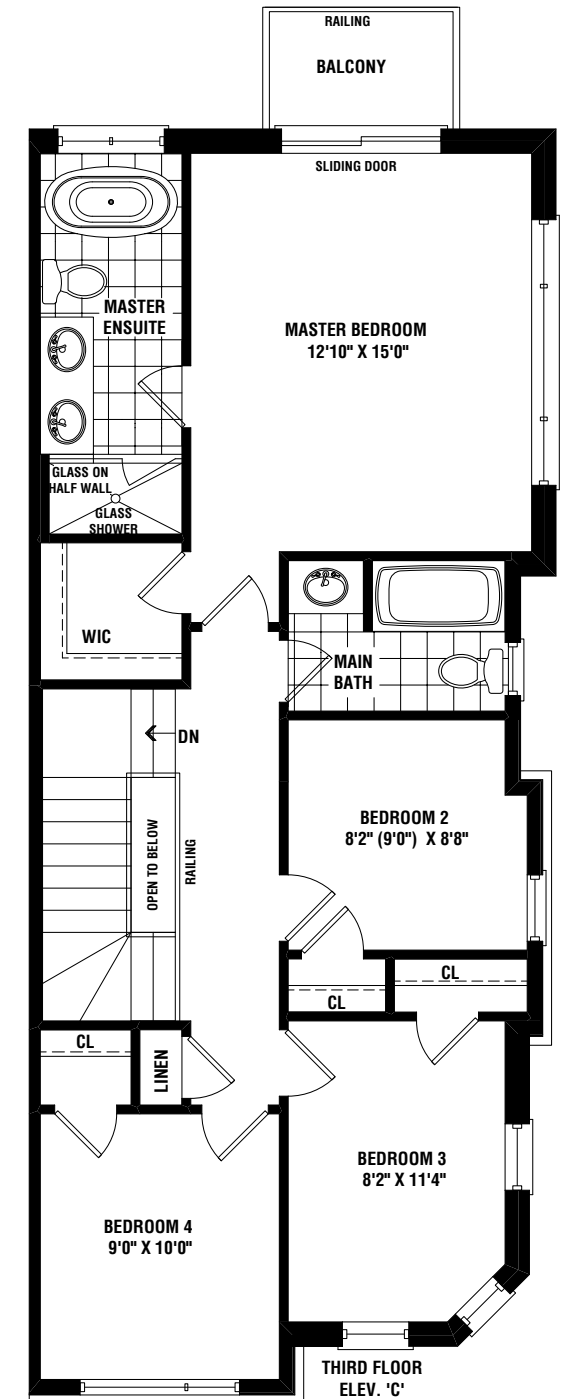 RAILING
BALCONY
SLIDING DOOR
MASTER
ENSUITE
MASTER BEDROOM
12'10" X 15'0"
GLASS ON
HALF WALL
GLASS
SHOWER
WIC
MAIN
BATH
DN
OPEN TO BELOW
RAILING
BEDROOM 2
8'2" (9'0") X 8'8"
CL
CL
CL
LINEN
BEDROOM 3
8'2" X 11'4"
BEDROOM 4
9'0" X 10'0"
THIRD FLOOR
ELEV. 'C'